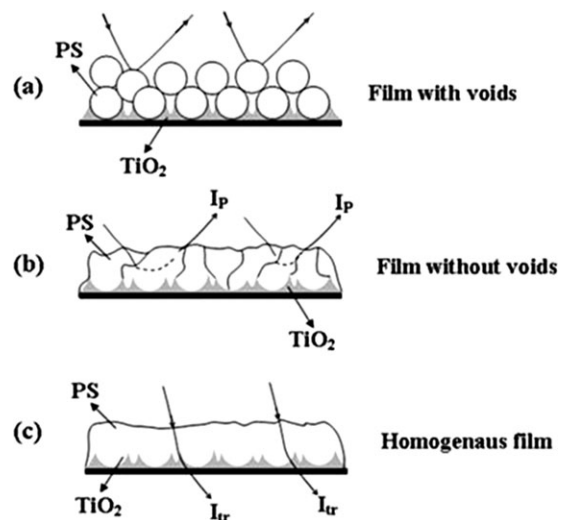 PS
(a)
Film with voids
TiO2
IP
IP
PS
(b)
Film without voids
TiO2
PS
(c)
Homogenaus film
TiO2
Itr
Itr